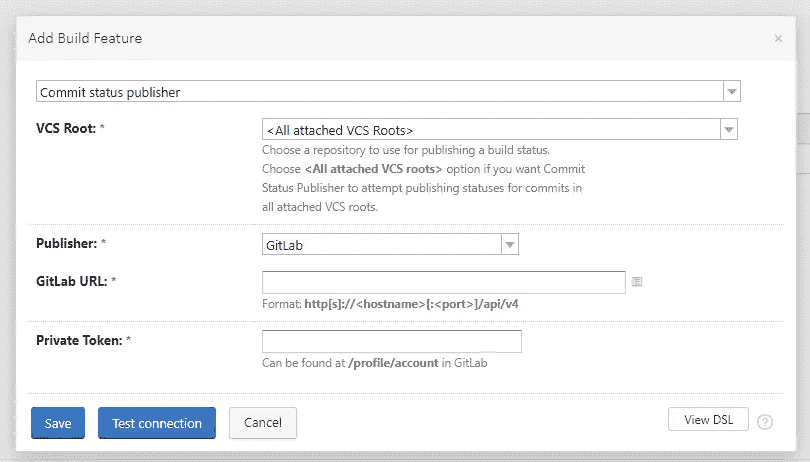 Add Build Feature ×
Commit status publisher
VCS Root: * <All attached VCS Roots>
Choose a repository to use for publishing a build status.
Choose <All attached VCS roots> option if you want Commit
Status Publisher to attempt publishing statuses for commits in
all attached VCS roots.
Publisher: * GitLab
GitLab URL: *
Format: http[s]://<hostname>[:<port>]/api/v4
Private Token: *
Can be found at /profile/account in GitLab
Save Test connection Cancel View DSL ?